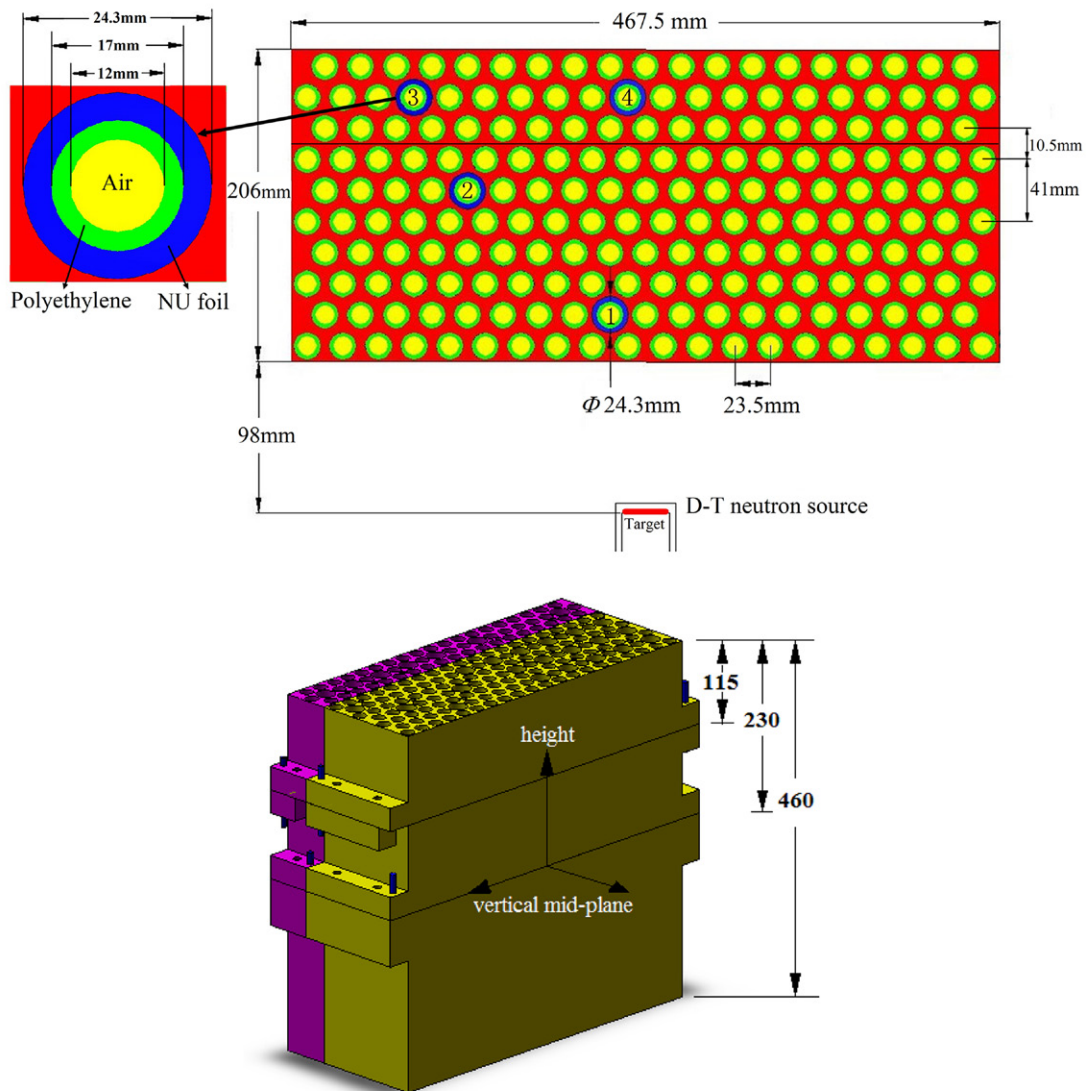 24.3mm
17mm
12mm
Air
Polyethylene
NU foil
467.5 mm
206mm
3
4
2
1
10.5mm
41mm
Φ24.3mm
23.5mm
98mm
D-T neutron source
Target
115
230
460
height
vertical mid-plane